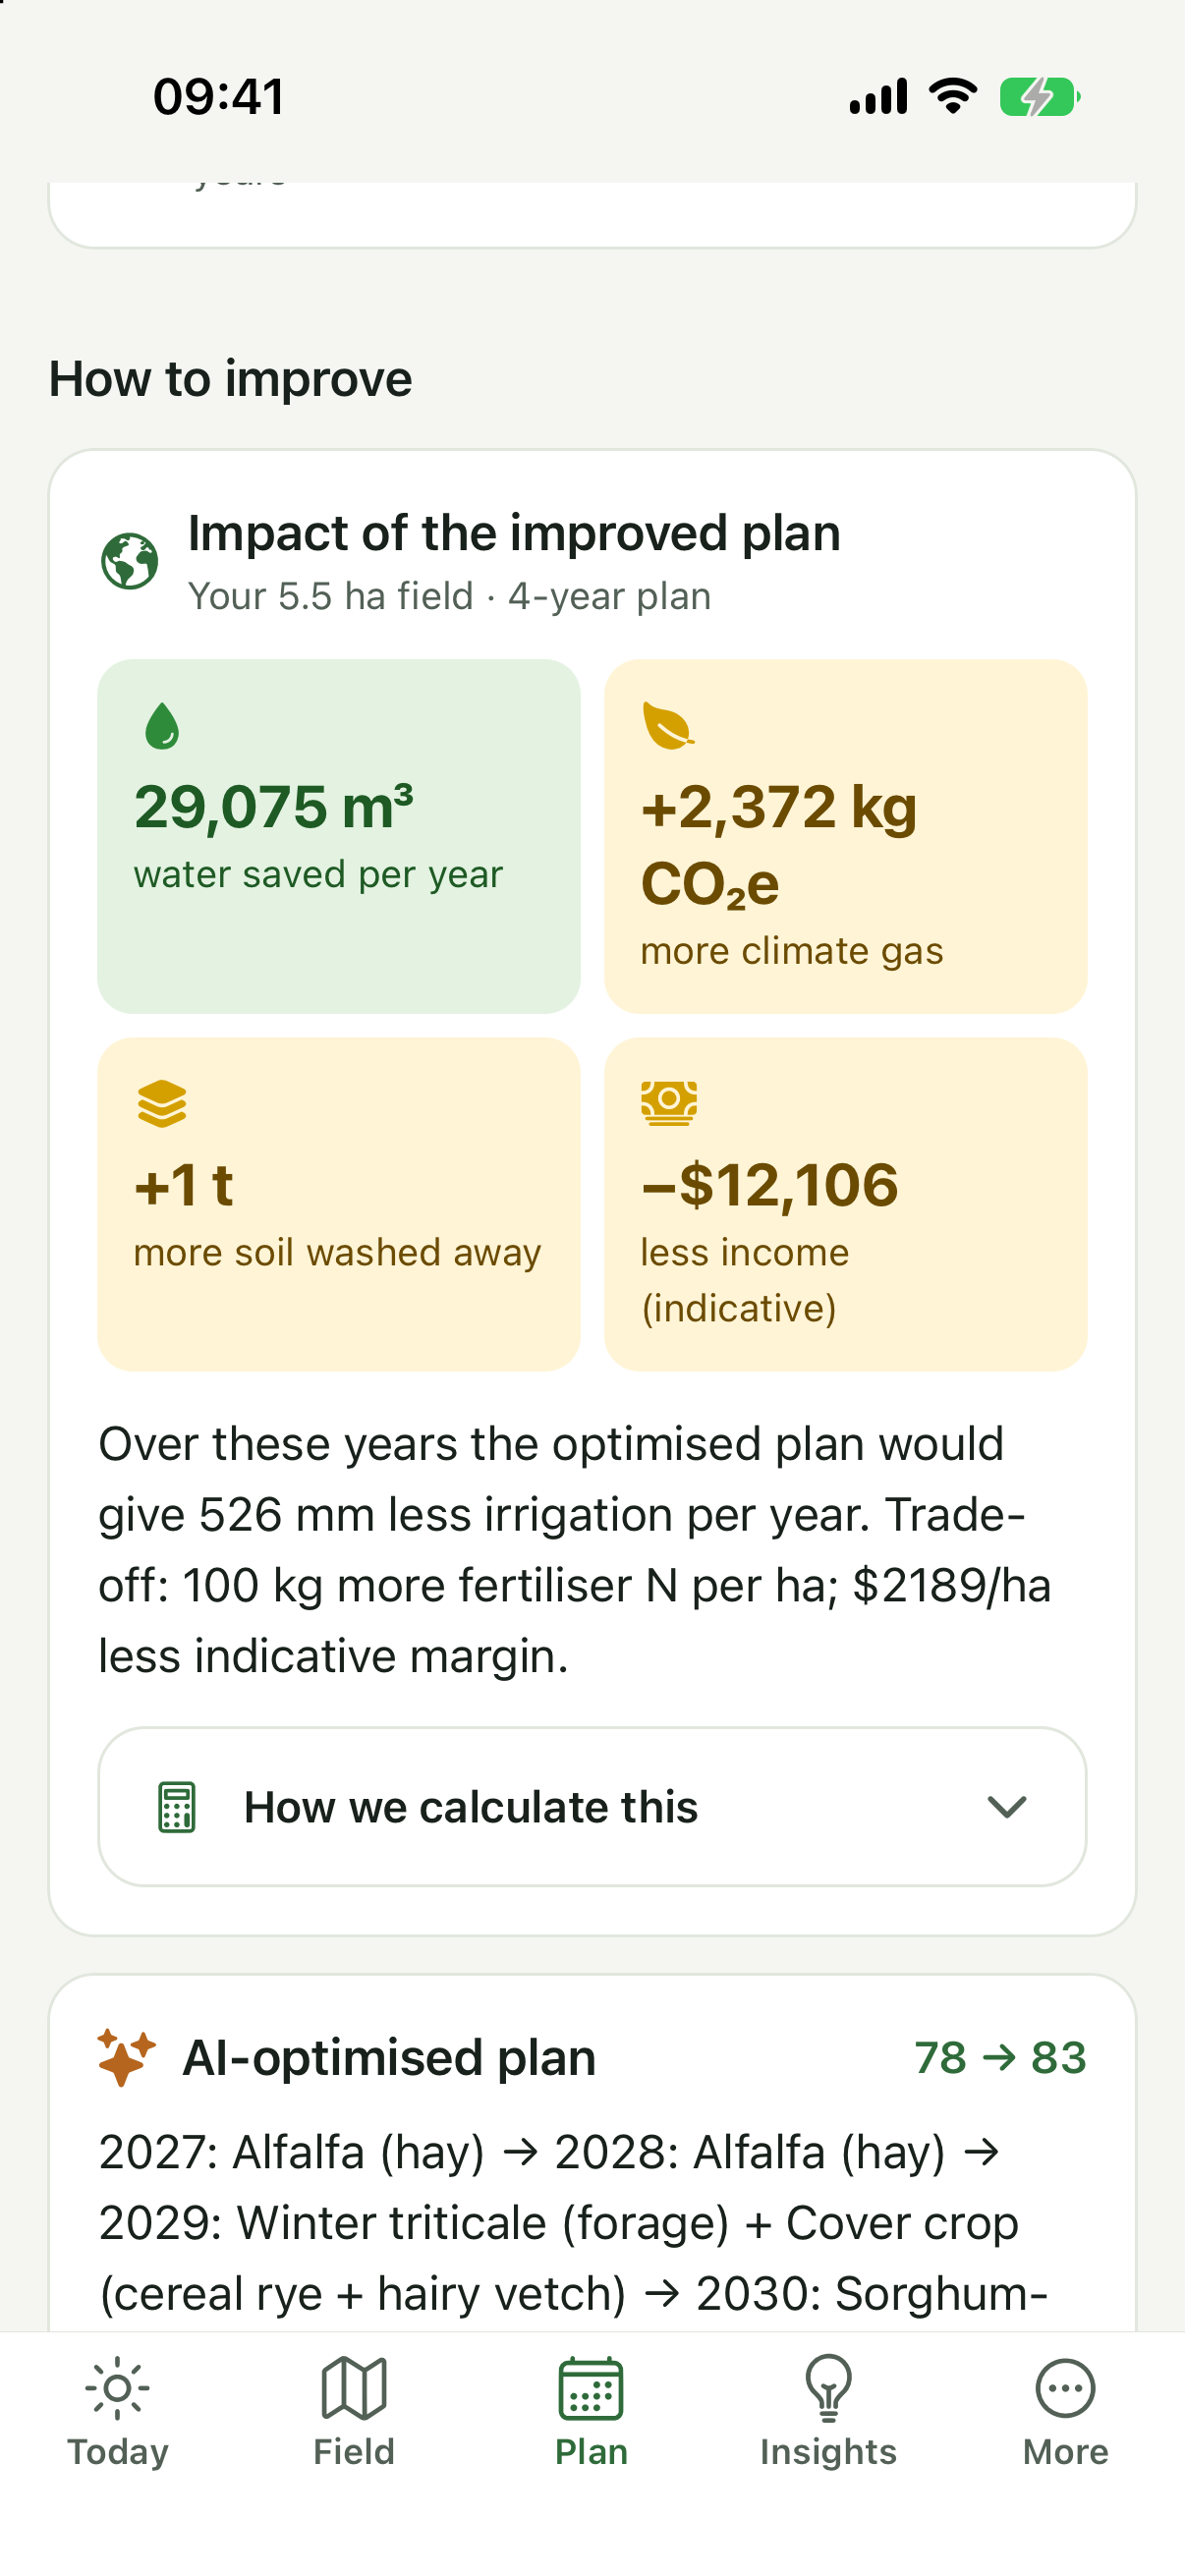 09:41
How to improve
Impact of the improved plan
Your 5.5 ha field · 4-year plan
29,075 m³
water saved per year
+2,372 kg
CO₂e
more climate gas
+1 t
more soil washed away
−$12,106
less income
(indicative)
Over these years the optimised plan would
give 526 mm less irrigation per year. Trade-
off: 100 kg more fertiliser N per ha; $2189/ha
less indicative margin.
How we calculate this
AI-optimised plan
78 → 83
2027: Alfalfa (hay) → 2028: Alfalfa (hay) →
2029: Winter triticale (forage) + Cover crop
(cereal rye + hairy vetch) → 2030: Sorghum-
Today
Field
Plan
Insights
More